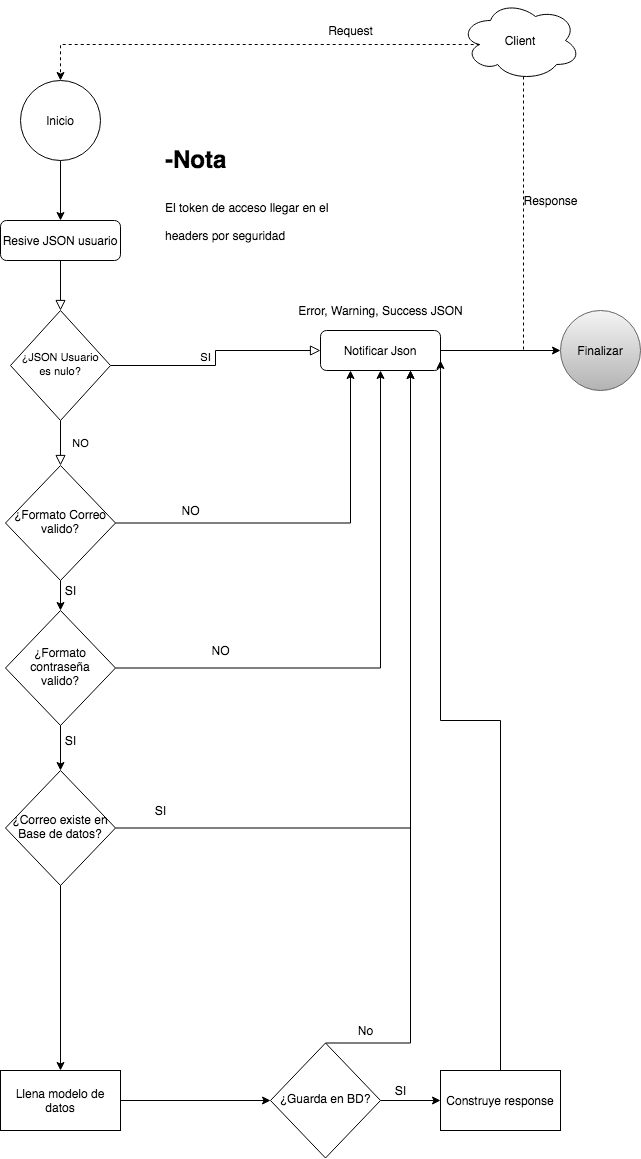 Request
Client
Inicio
-Nota
El token de acceso llegar en el
headers por seguridad
Response
Resive JSON usuario
Error, Warning, Success JSON
¿JSON Usuario
es nulo?
SI
Notificar Json
Finalizar
NO
¿Formato Correo
valido?
NO
SI
¿Formato
contraseña
valido?
NO
SI
¿Correo existe en
Base de datos?
SI
No
Llena modelo de
datos
¿Guarda en BD?
SI
Construye response